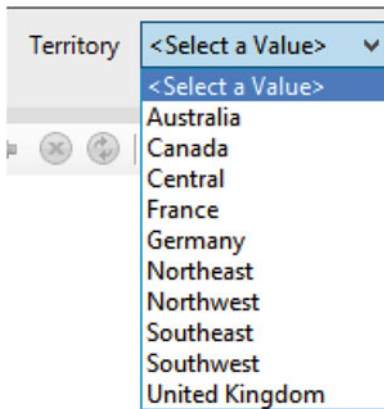 Territory <Select a Value>
<Select a Value>
Australia
Canada
Central
France
Germany
Northeast
Northwest
Southeast
Southwest
United Kingdom